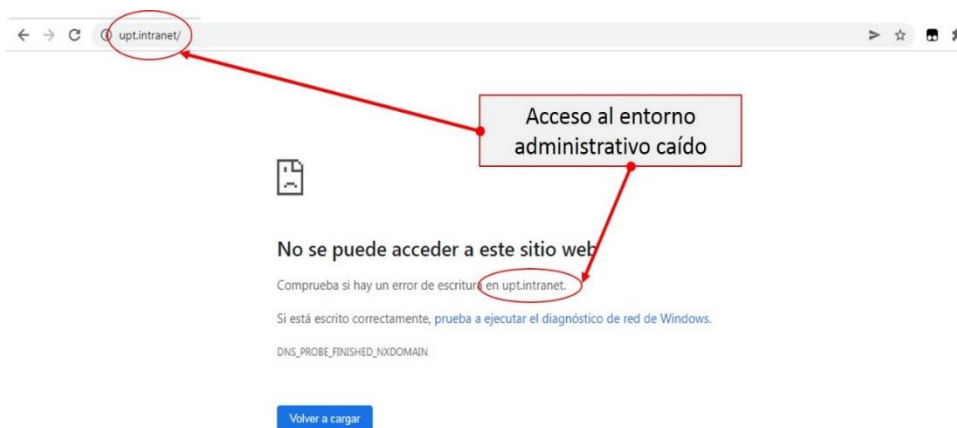 upt.intranet/
Acceso al entorno
administrativo caído
No se puede acceder a este sitio web
Comprueba si hay un error de escritura en upt.intranet.
Si está escrito correctamente, prueba a ejecutar el diagnóstico de red de Windows.
DNS_PROBE_FINISHED_NXDOMAIN
Volver a cargar